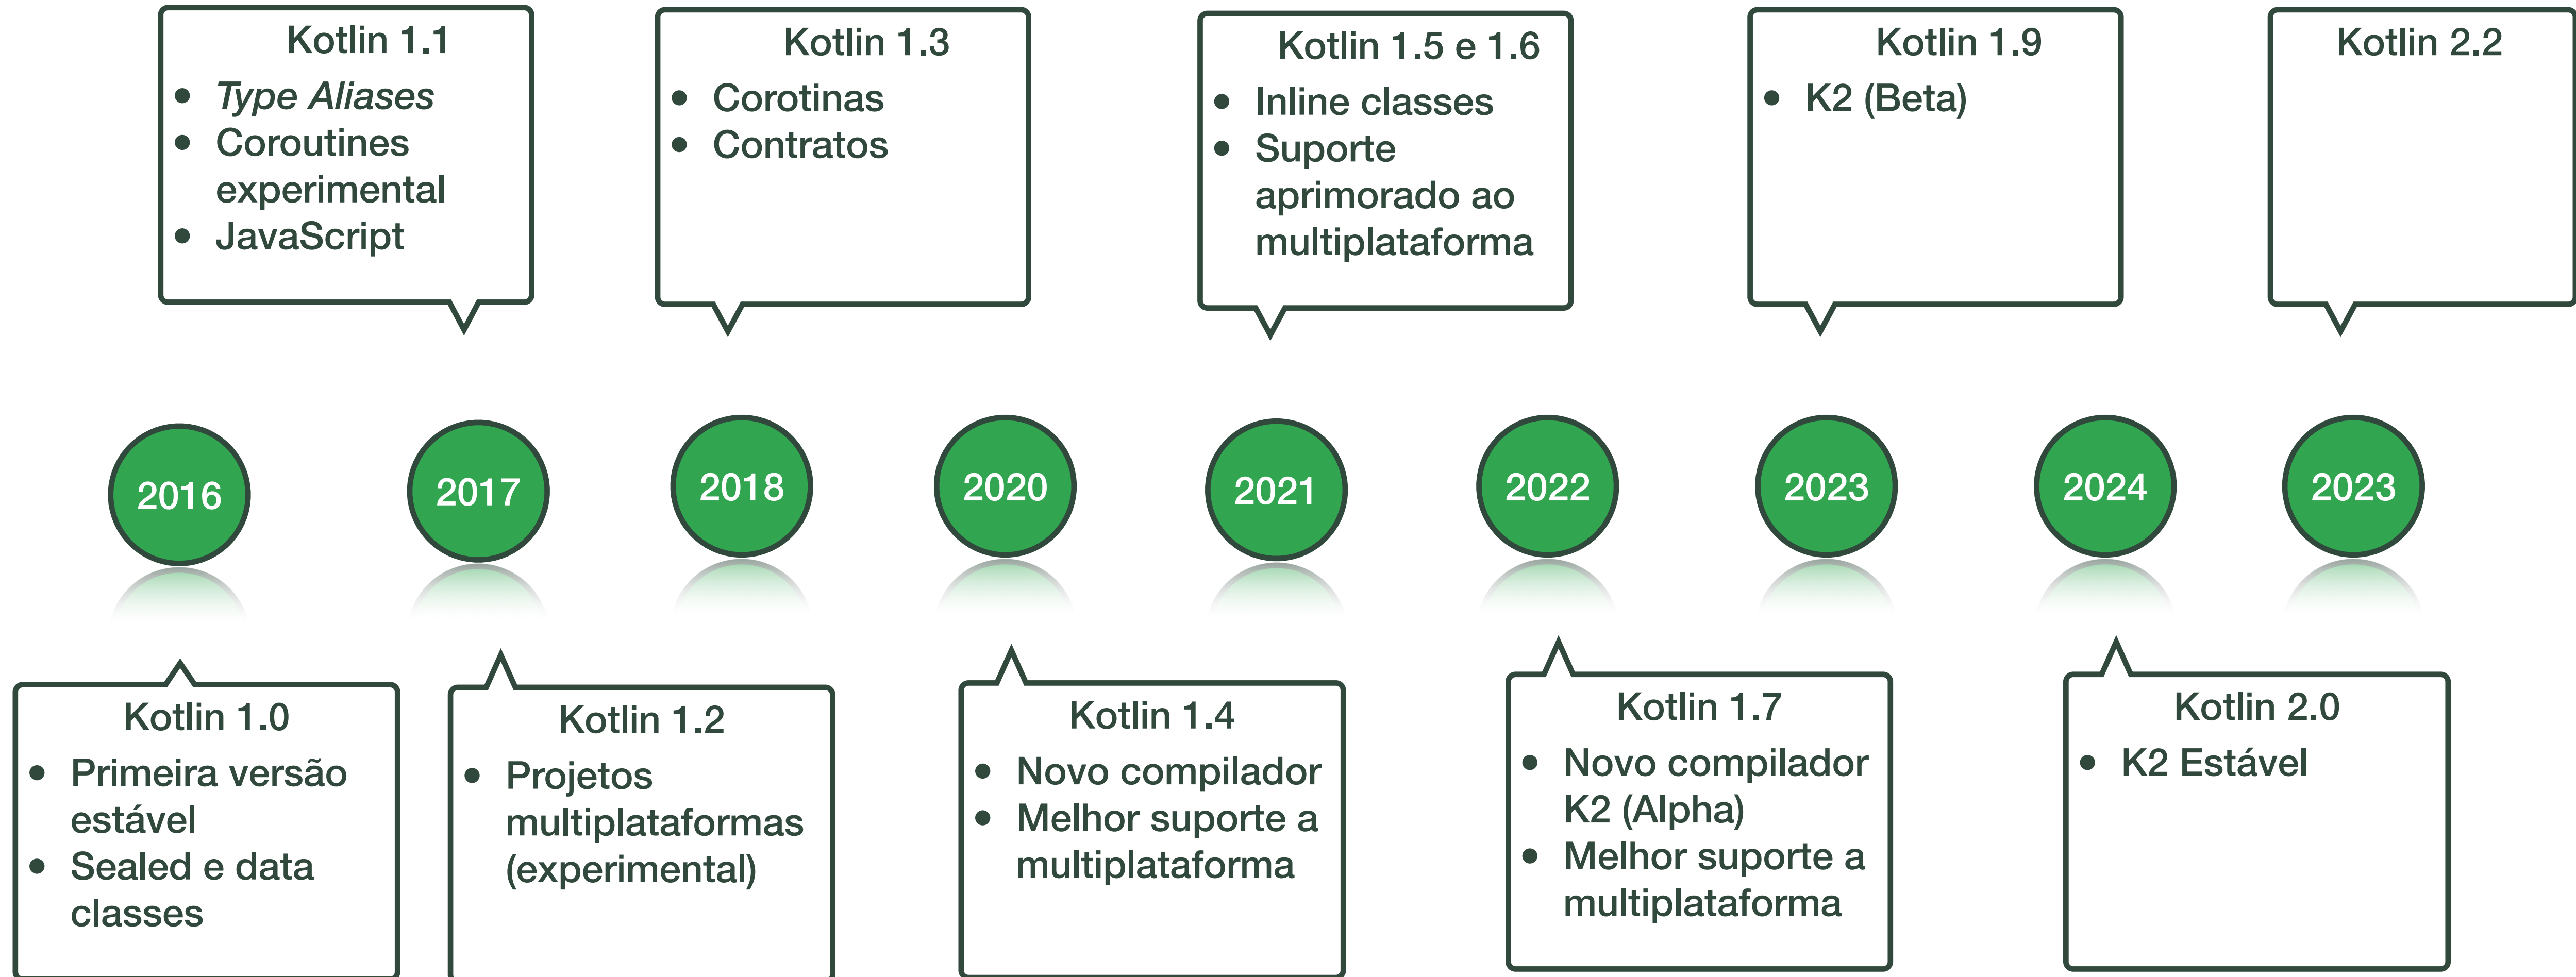 Kotlin 1.1
• Type Aliases
• Coroutines
experimental
• JavaScript
Kotlin 1.3
• Corotinas
• Contratos
Kotlin 1.5 e 1.6
• Inline classes
• Suporte
aprimorado ao
multiplataforma
Kotlin 1.9
• K2 (Beta)
Kotlin 2.2
2016
2017
2018
2020
2021
2022
2023
2024
2023
Kotlin 1.0
• Primeira versão
estável
• Sealed e data
classes
Kotlin 1.2
• Projetos
multiplataformas
(experimental)
Kotlin 1.4
• Novo compilador
• Melhor suporte a
multiplataforma
Kotlin 1.7
• Novo compilador
K2 (Alpha)
• Melhor suporte a
multiplataforma
Kotlin 2.0
• K2 Estável